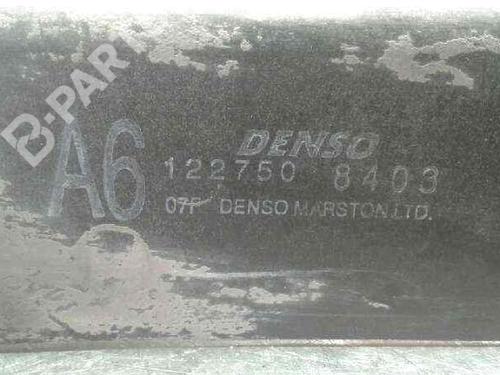 B-PARTS
DENSO
A6
122750 8403
07F DENSO MARSTON LTD.